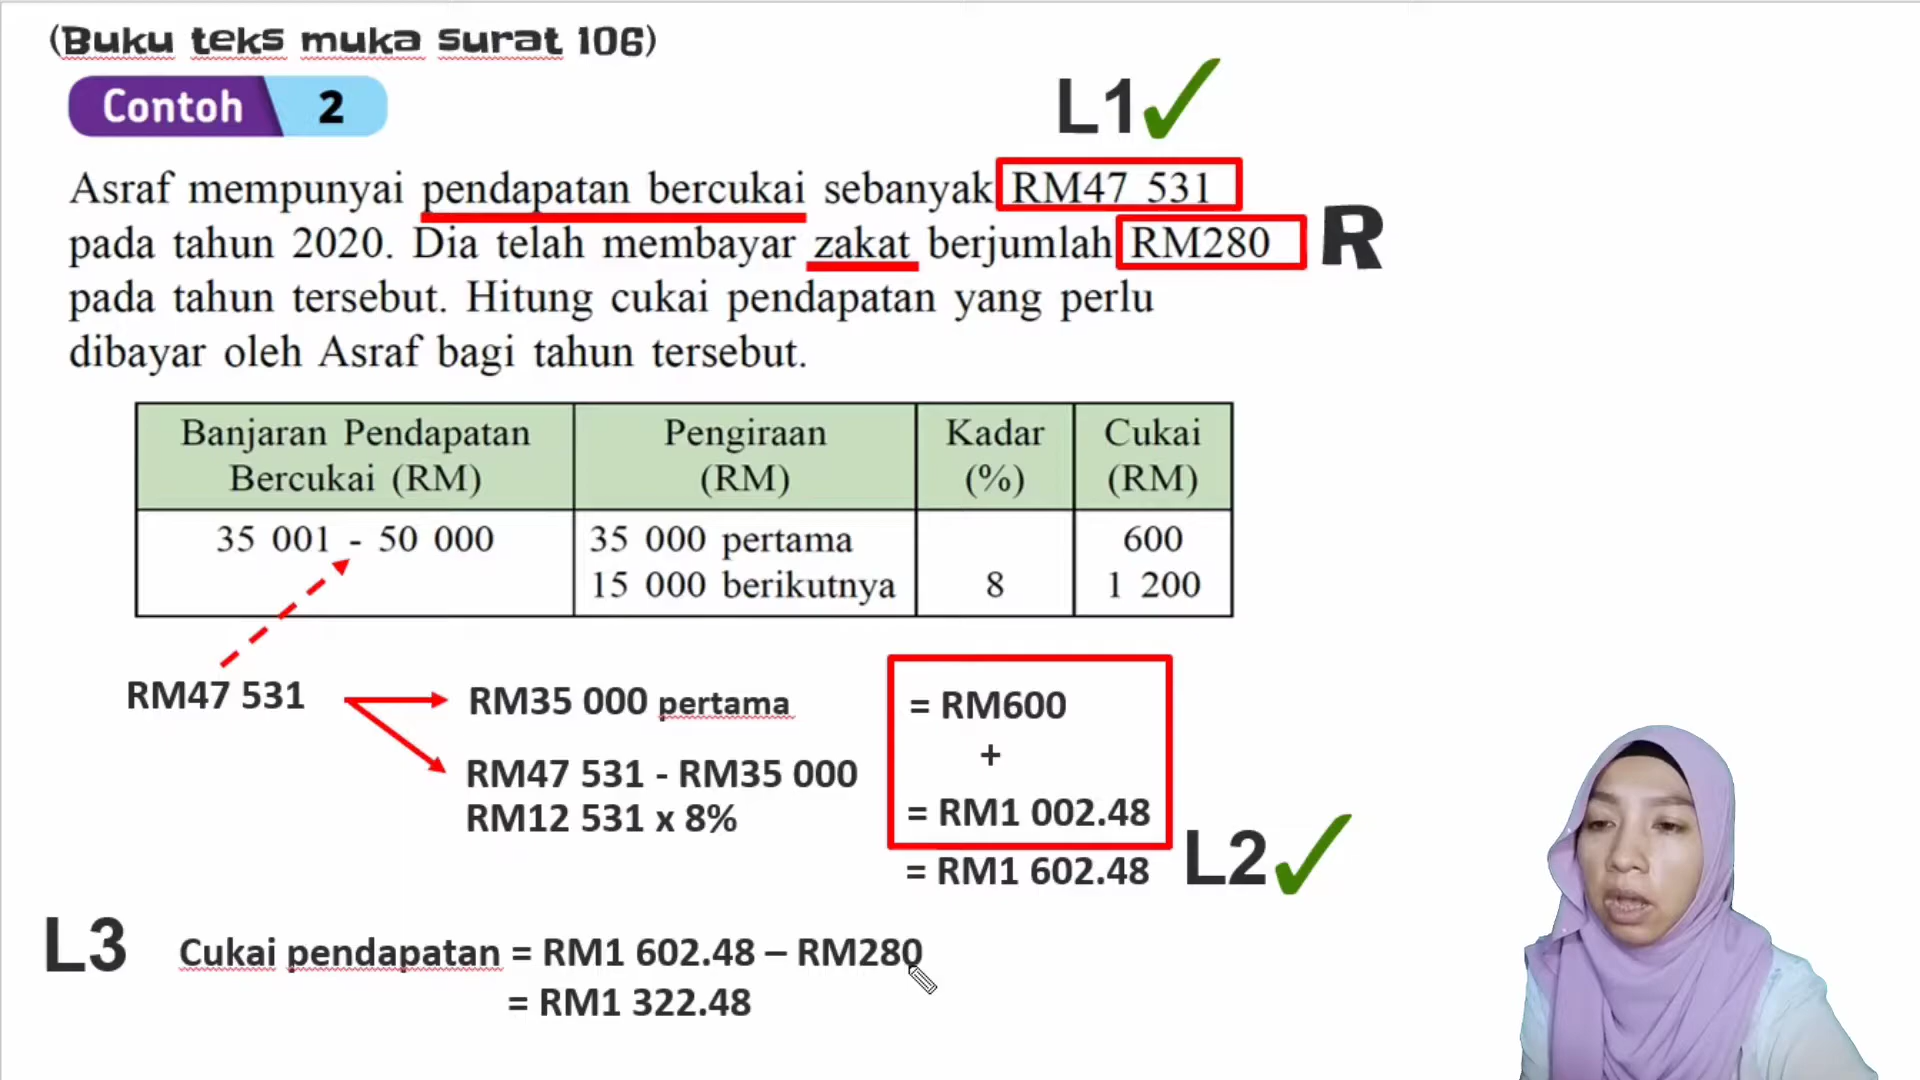 (Buku teks muka surat 106)
Contoh 2
L1
Asraf mempunyai pendapatan bercukai sebanyak RM47 531
pada tahun 2020. Dia telah membayar zakat berjumlah RM280 R
pada tahun tersebut. Hitung cukai pendapatan yang perlu
dibayar oleh Asraf bagi tahun tersebut.
Banjaran Pendapatan Bercukai (RM) Pengiraan (RM) Kadar (%) Cukai (RM)
35 001 - 50 000 35 000 pertama 600
15 000 berikutnya 8 1 200
RM47 531 RM35 000 pertama = RM600
+
RM47 531 - RM35 000
RM12 531 x 8% = RM1 002.48
= RM1 602.48 L2
L3 Cukai pendapatan = RM1 602.48 – RM280
= RM1 322.48